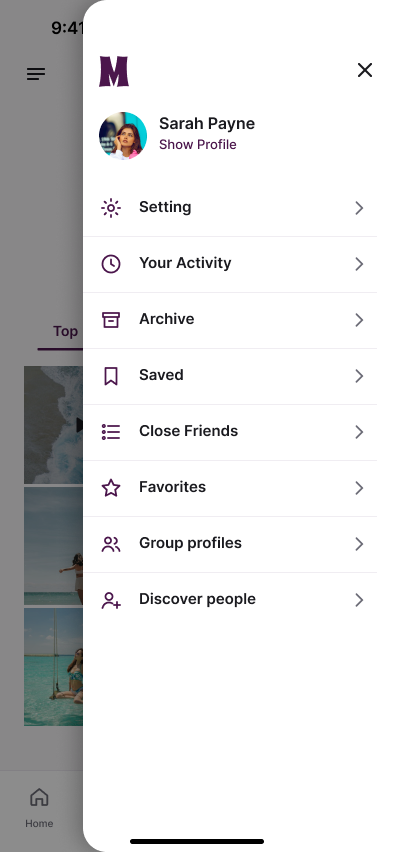 9:41
M
Sarah Payne
Show Profile
Setting
Your Activity
Archive
Top
Saved
Close Friends
Favorites
Group profiles
Discover people
Home